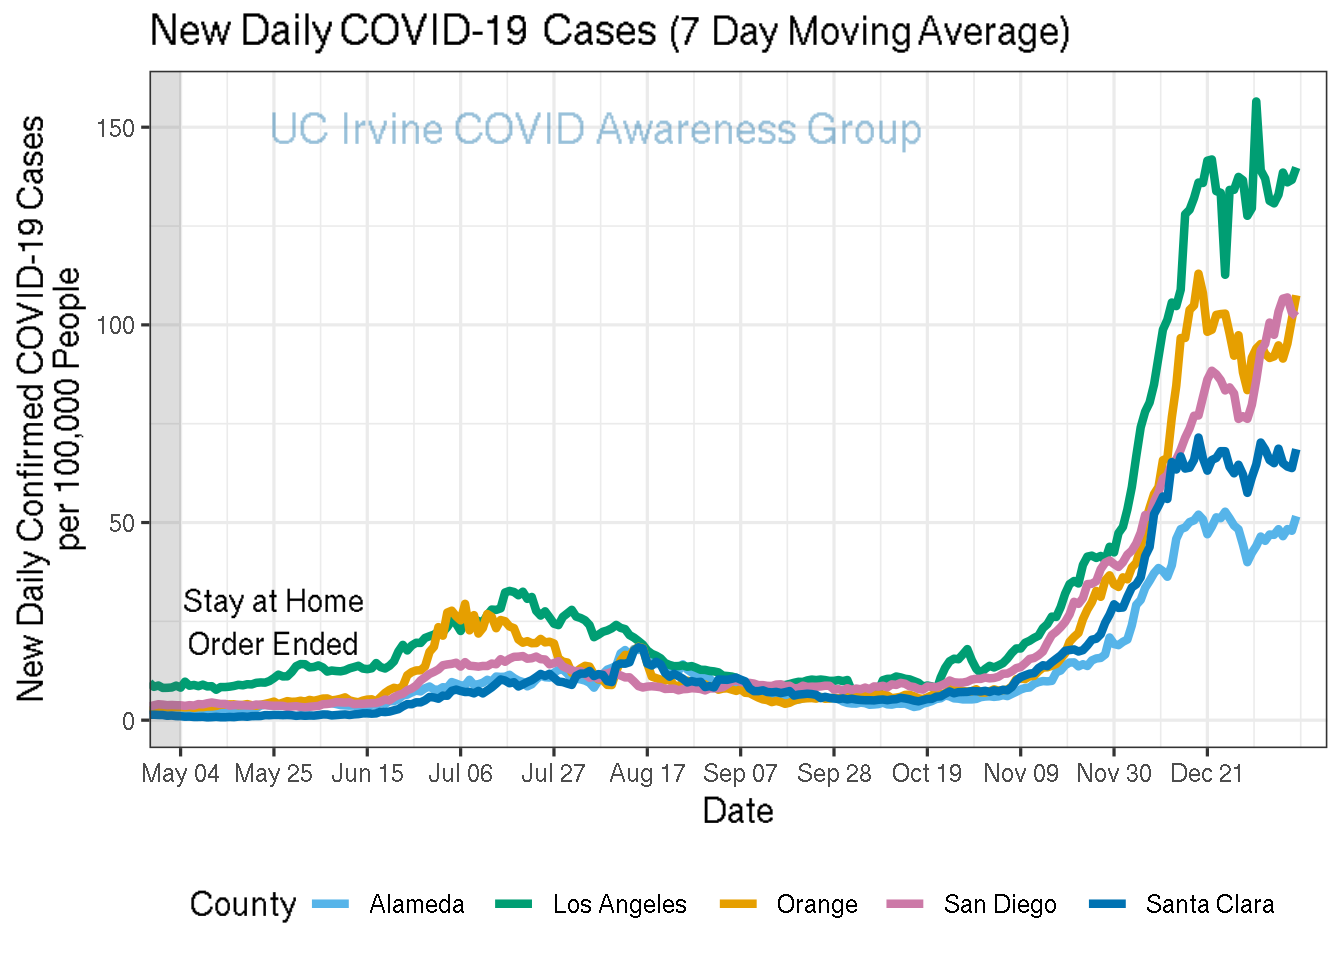 New Daily COVID-19 Cases (7 Day Moving Average)
UC Irvine COVID Awareness Group
New Daily Confirmed COVID-19 Cases
per 100,000 People
150
100
50
0
Stay at Home
Order Ended
May 04 May 25 Jun 15 Jul 06 Jul 27 Aug 17 Sep 07 Sep 28 Oct 19 Nov 09 Nov 30 Dec 21
Date
County Alameda Los Angeles Orange San Diego Santa Clara